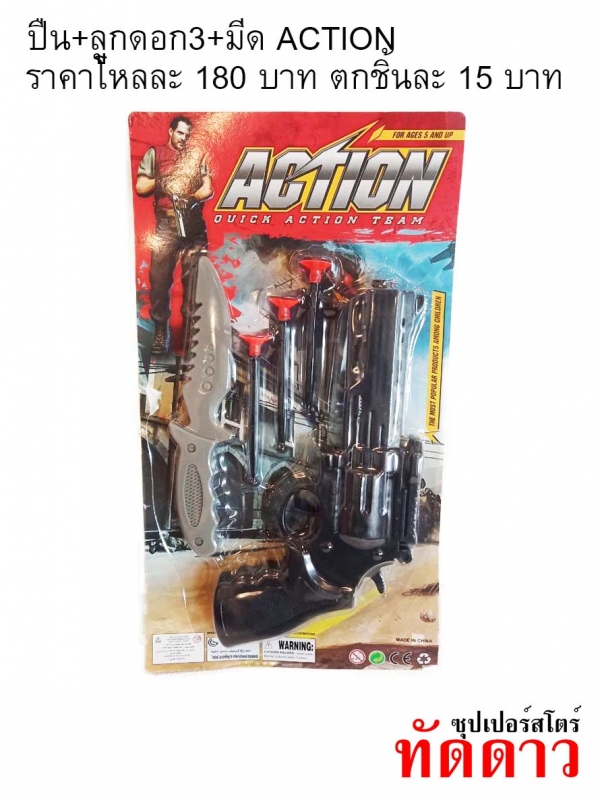 ปืน+ลูกดอก3+มีด ACTION
ราคาโหลละ 180 บาท ตกชิ้นละ 15 บาท
FOR AGES 5 AND UP
ACTION
QUICK ACTION TEAM
THE MOST POPULAR PRODUCTS AMONG CHILDREN
MADE IN CHINA
WARNING:
CE
ซุปเปอร์สโตร์
ทัดดาว